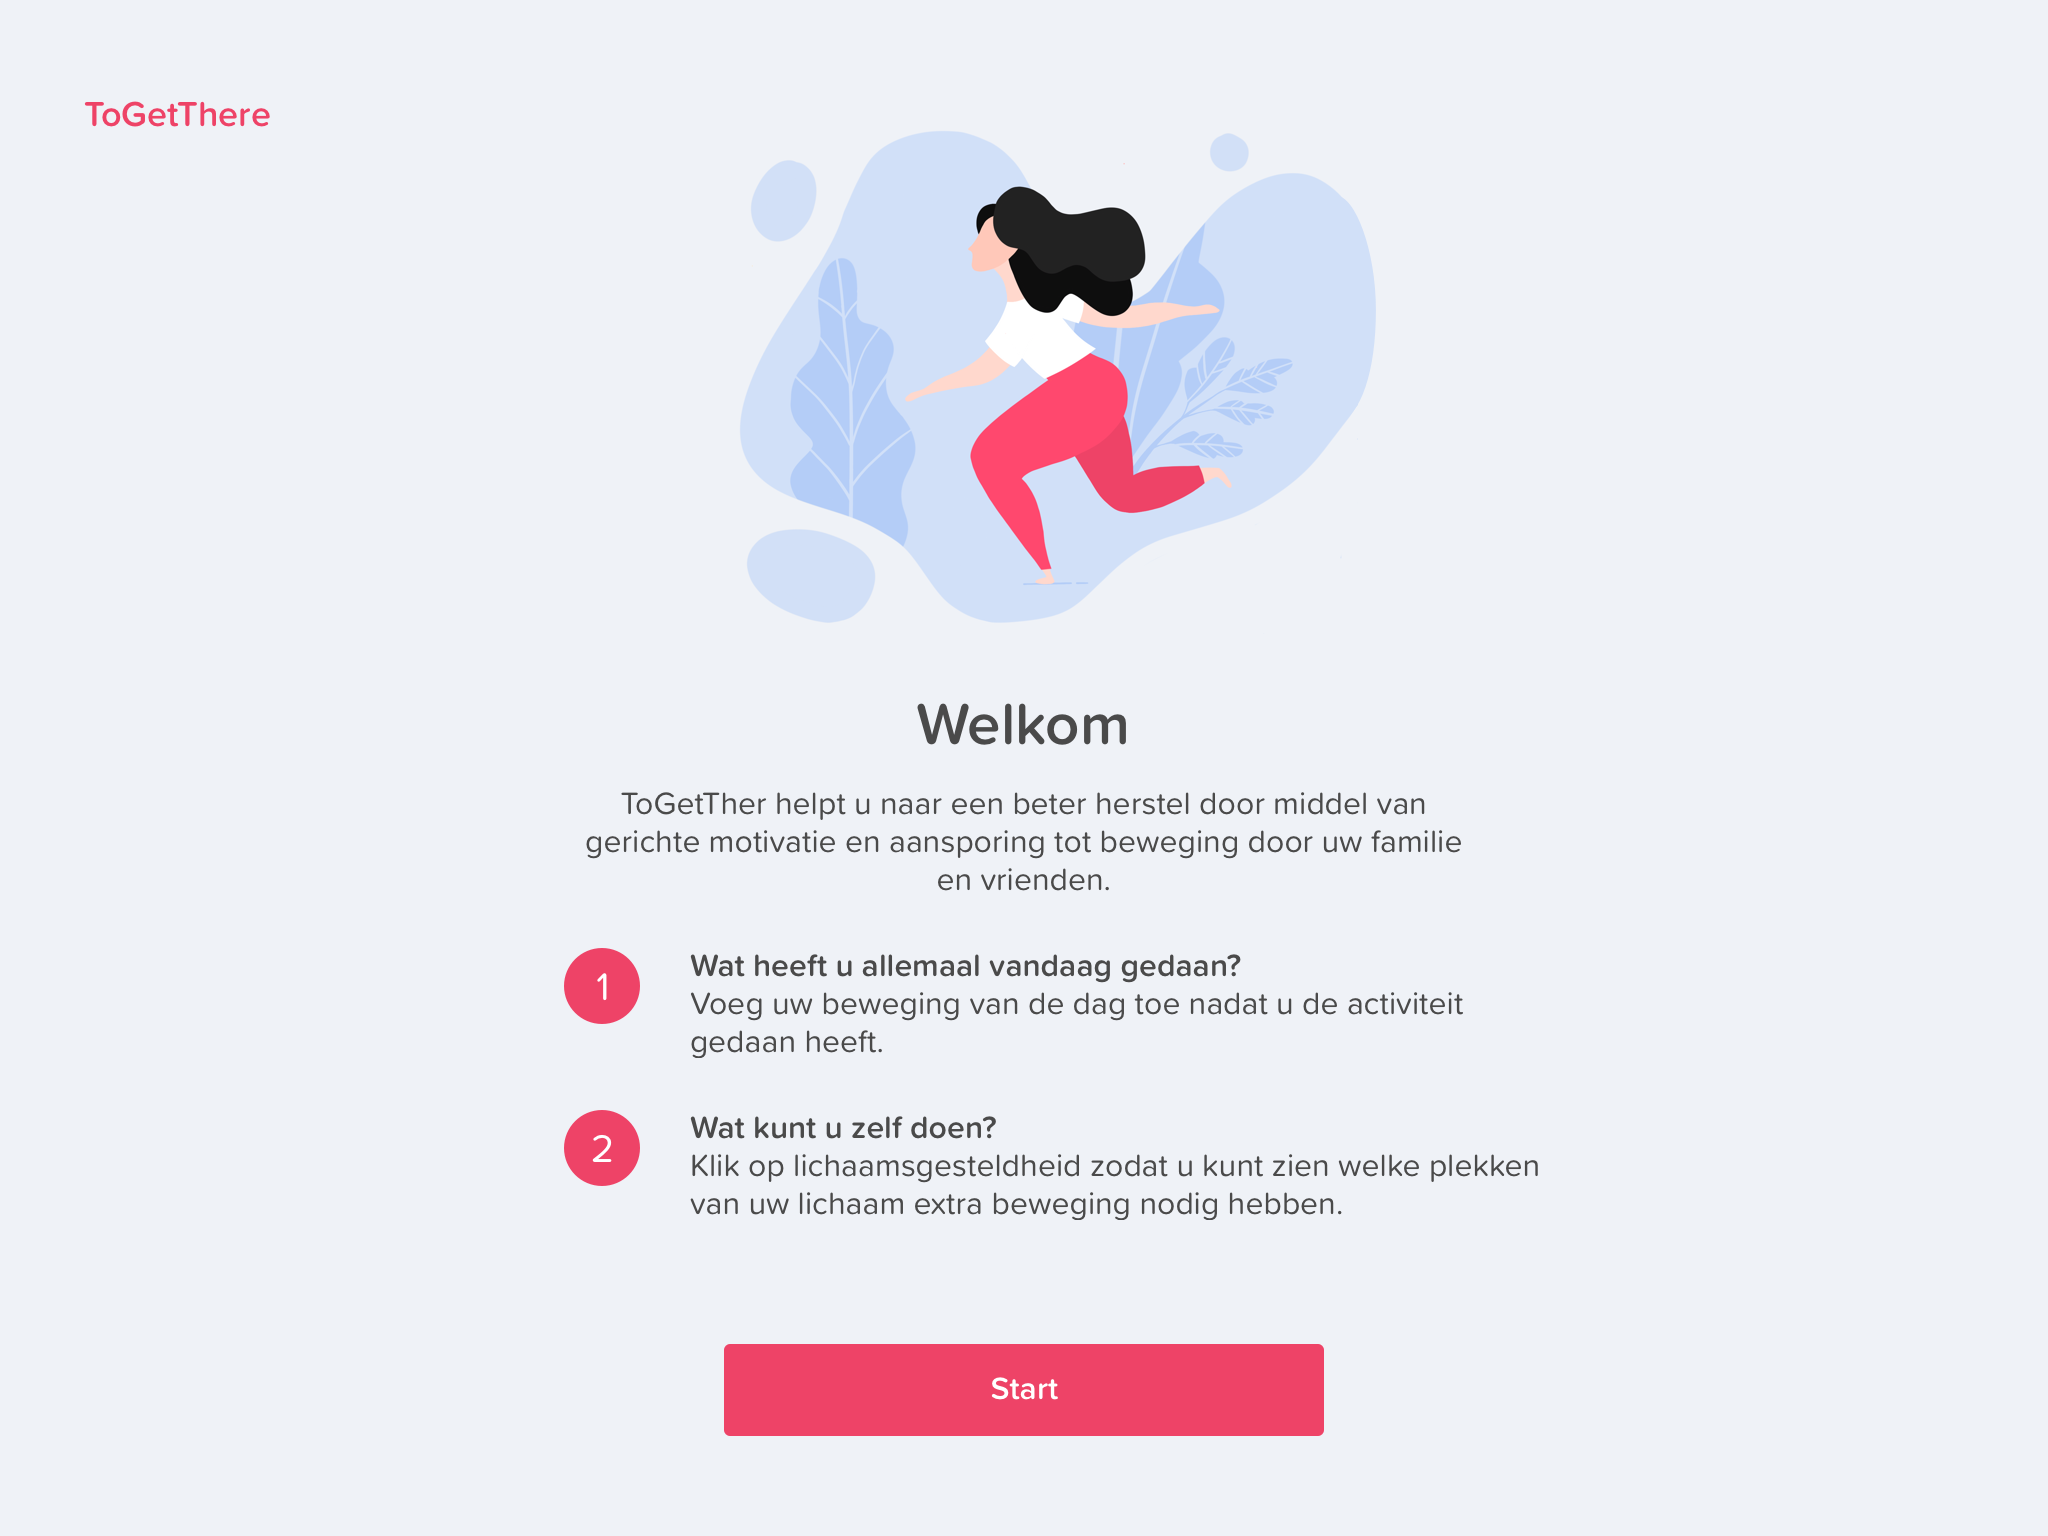 ToGetThere
Welkom
ToGetTher helpt u naar een beter herstel door middel van
gerichte motivatie en aansporing tot beweging door uw familie
en vrienden.
1
Wat heeft u allemaal vandaag gedaan?
Voeg uw beweging van de dag toe nadat u de activiteit
gedaan heeft.
2
Wat kunt u zelf doen?
Klik op lichaamsgesteldheid zodat u kunt zien welke plekken
van uw lichaam extra beweging nodig hebben.
Start